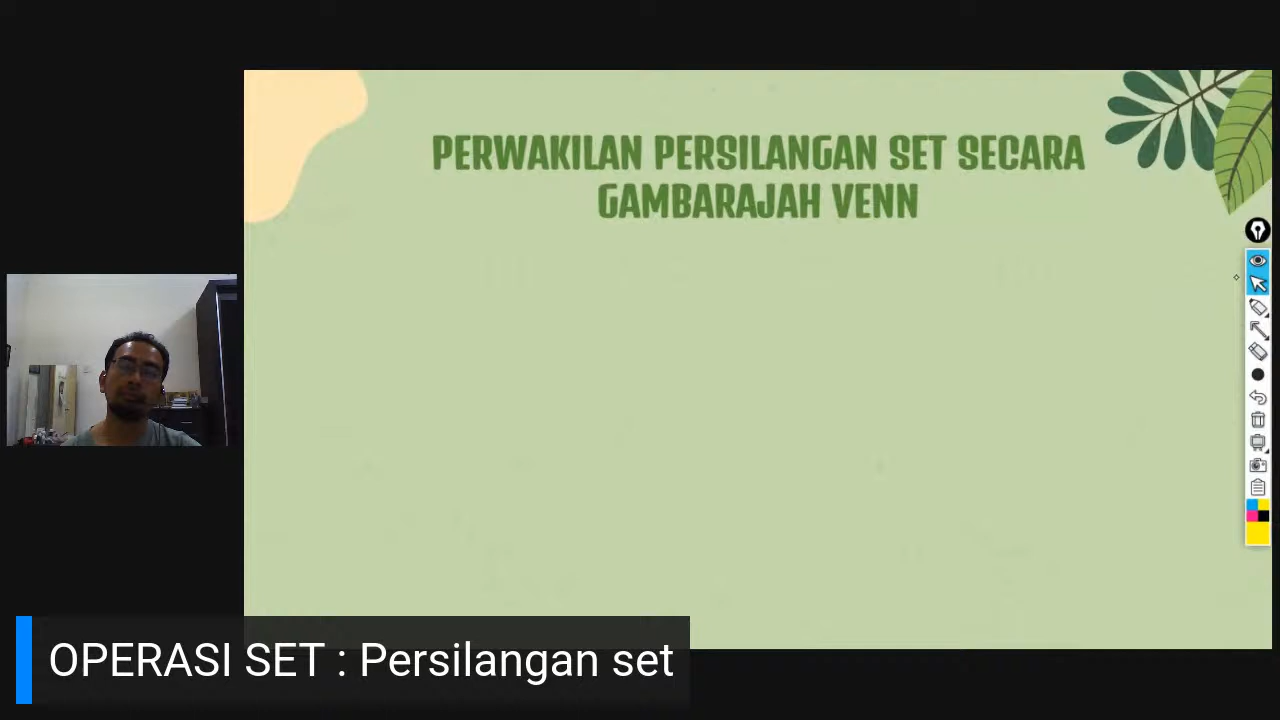 PERWAKILAN PERSILANGAN SET SECARA
GAMBARAJAH VENN
OPERASI SET : Persilangan set